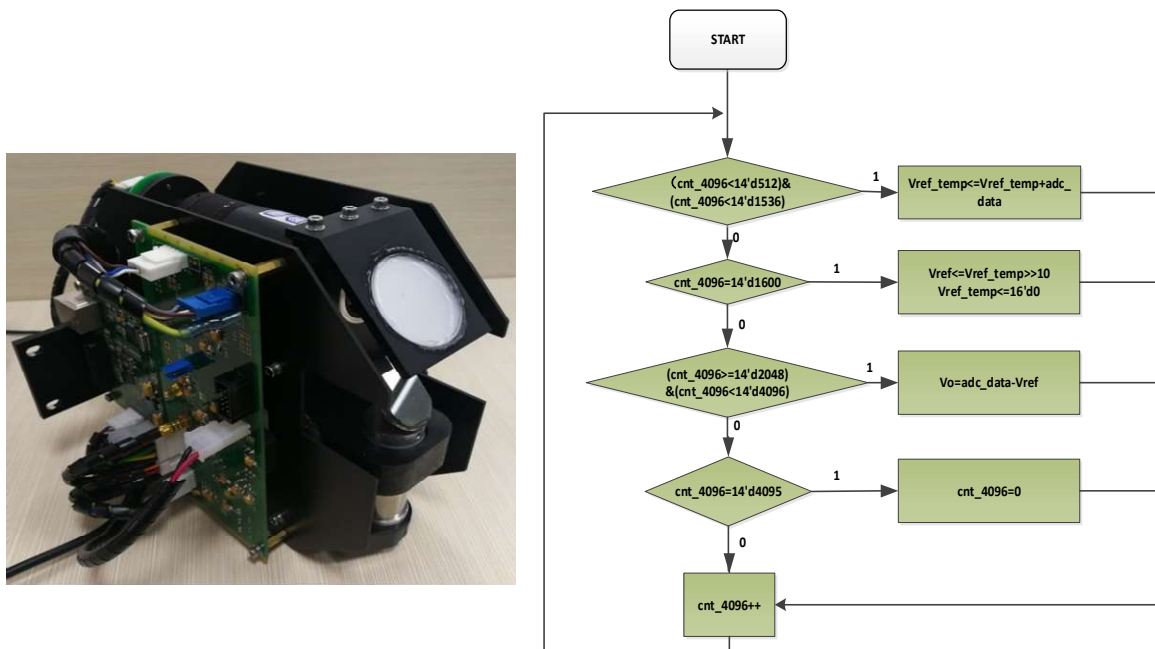 START
(cnt_4096<14'd512)&
(cnt_4096<14'd1536)
1
Vref_temp<=Vref_temp+adc_
data
0
cnt_4096=14'd1600
1
Vref<=Vref_temp>>10
Vref_temp<=16'd0
0
(cnt_4096>=14'd2048)
&(cnt_4096<14'd4096)
1
Vo=adc_data-Vref
0
cnt_4096=14'd4095
1
cnt_4096=0
0
cnt_4096++